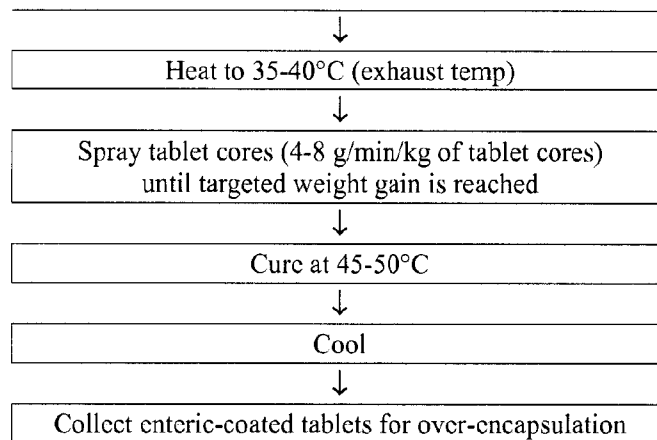 Heat to 35-40°C (exhaust temp)
Spray tablet cores (4-8 g/min/kg of tablet cores)
until targeted weight gain is reached
Cure at 45-50°C
Cool
Collect enteric-coated tablets for over-encapsulation